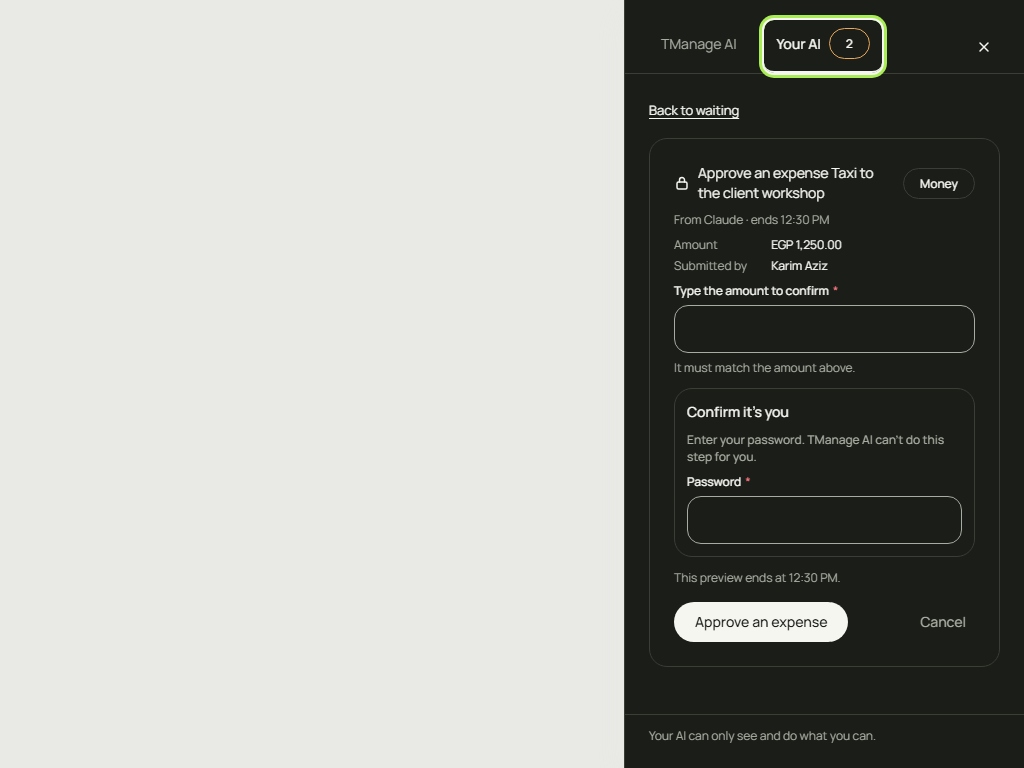 TManage AI
Your AI 2
Back to waiting
Approve an expense Taxi to
the client workshop
Money
From Claude · ends 12:30 PM
Amount EGP 1,250.00
Submitted by Karim Aziz
Type the amount to confirm *
It must match the amount above.
Confirm it's you
Enter your password. TManage AI can't do this
step for you.
Password *
This preview ends at 12:30 PM.
Approve an expense Cancel
Your AI can only see and do what you can.